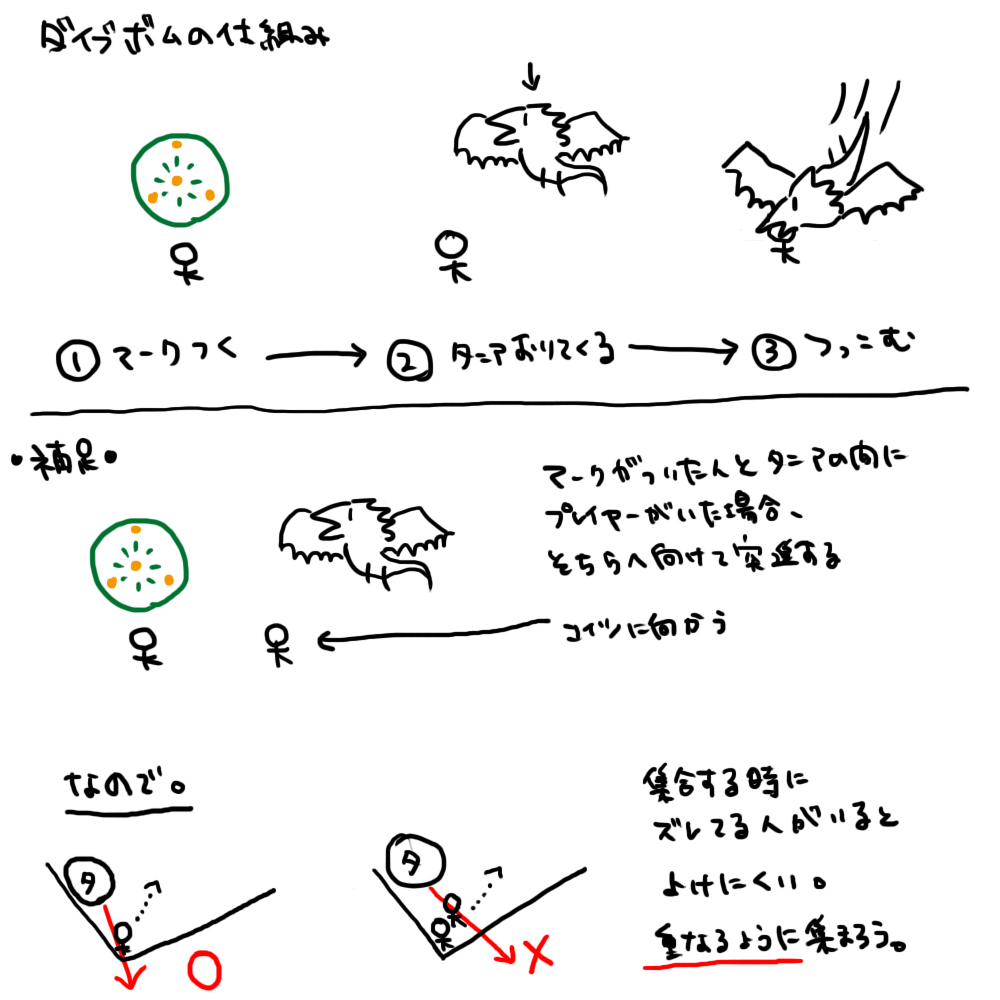 ダイブボムの仕組み
① マークつく
② タニアおりてくる
③ つっこむ
・補足・
マークがついた人とタニアの間に
プレイヤーがいた場合、
そちらへ向けて突進する
コイツに向かう
なので。
タ
タ
集合する時に
ズレてる人がいると
よけにくい。
重なるように集まろう。